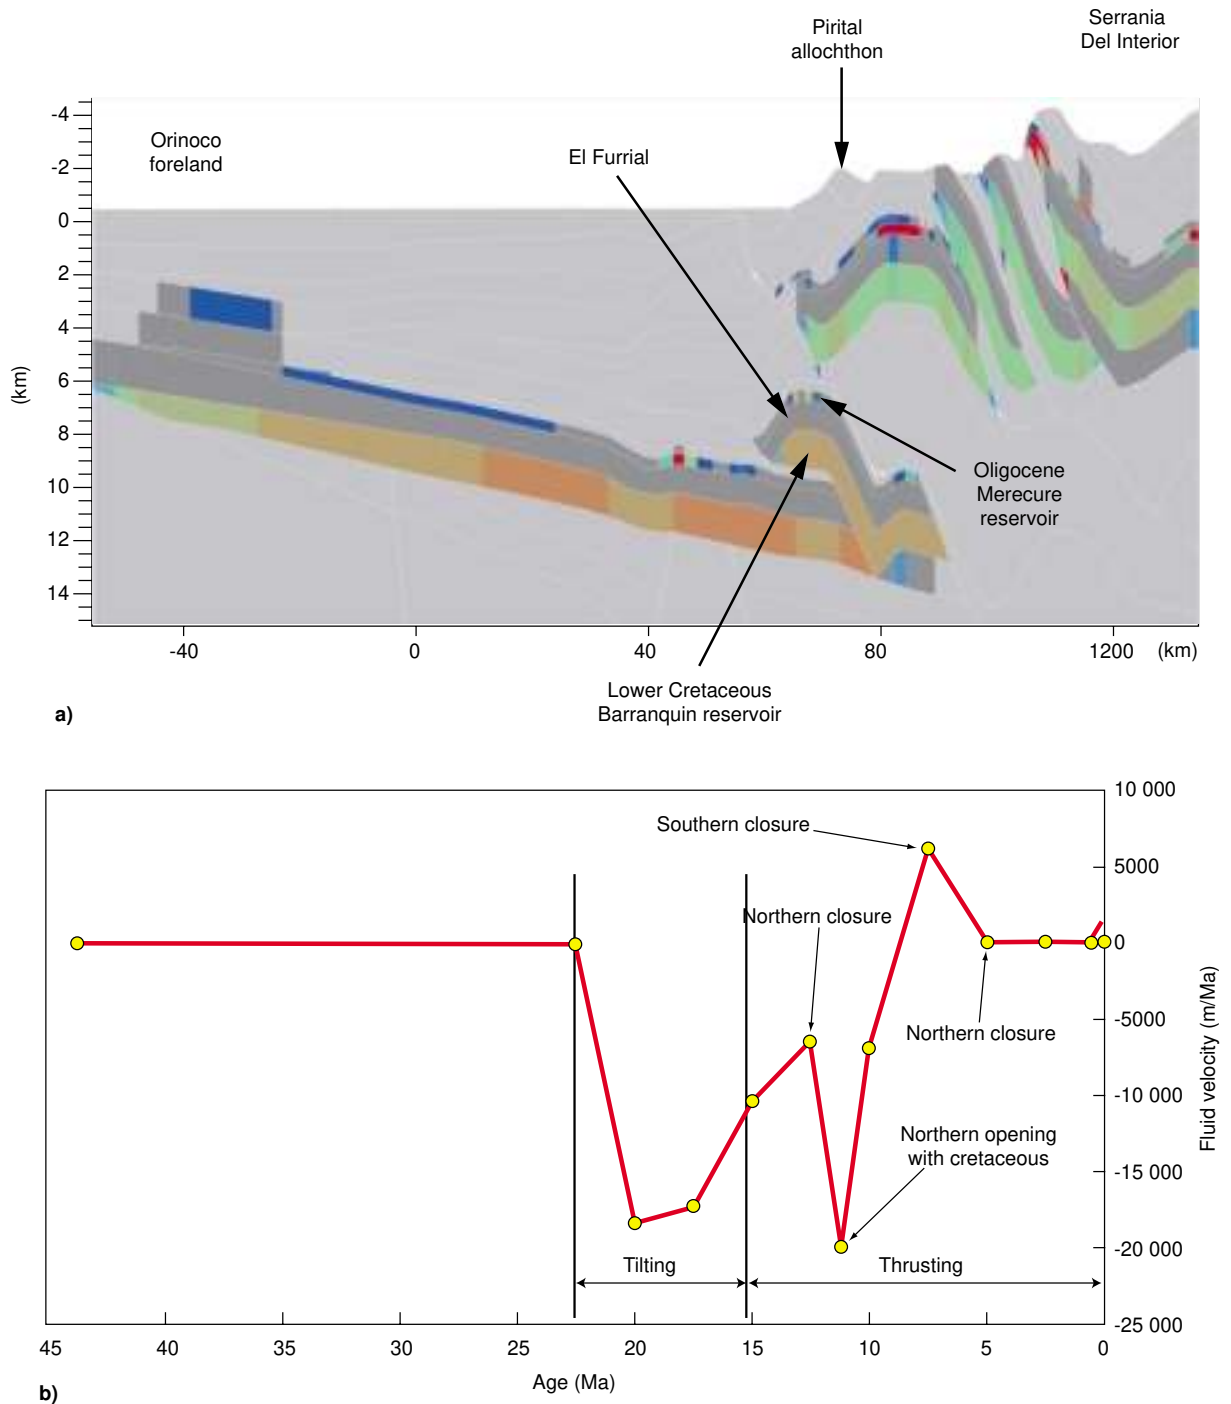 Pirital
allochthon
Serrania
Del Interior
Orinoco
foreland
El Furrial
-4
-2
0
2
4
6
8
10
12
14
(km)
Oligocene
Merecure
reservoir
-40
0
40
80
1200
(km)
Lower Cretaceous
Barranquin reservoir
a)
10 000
5000
0
-5000
-10 000
-15 000
-20 000
-25 000
Fluid velocity (m/Ma)
Southern closure
Northern closure
Northern closure
Northern opening
with cretaceous
Tilting
Thrusting
45
40
35
30
25
20
15
10
5
0
Age (Ma)
b)